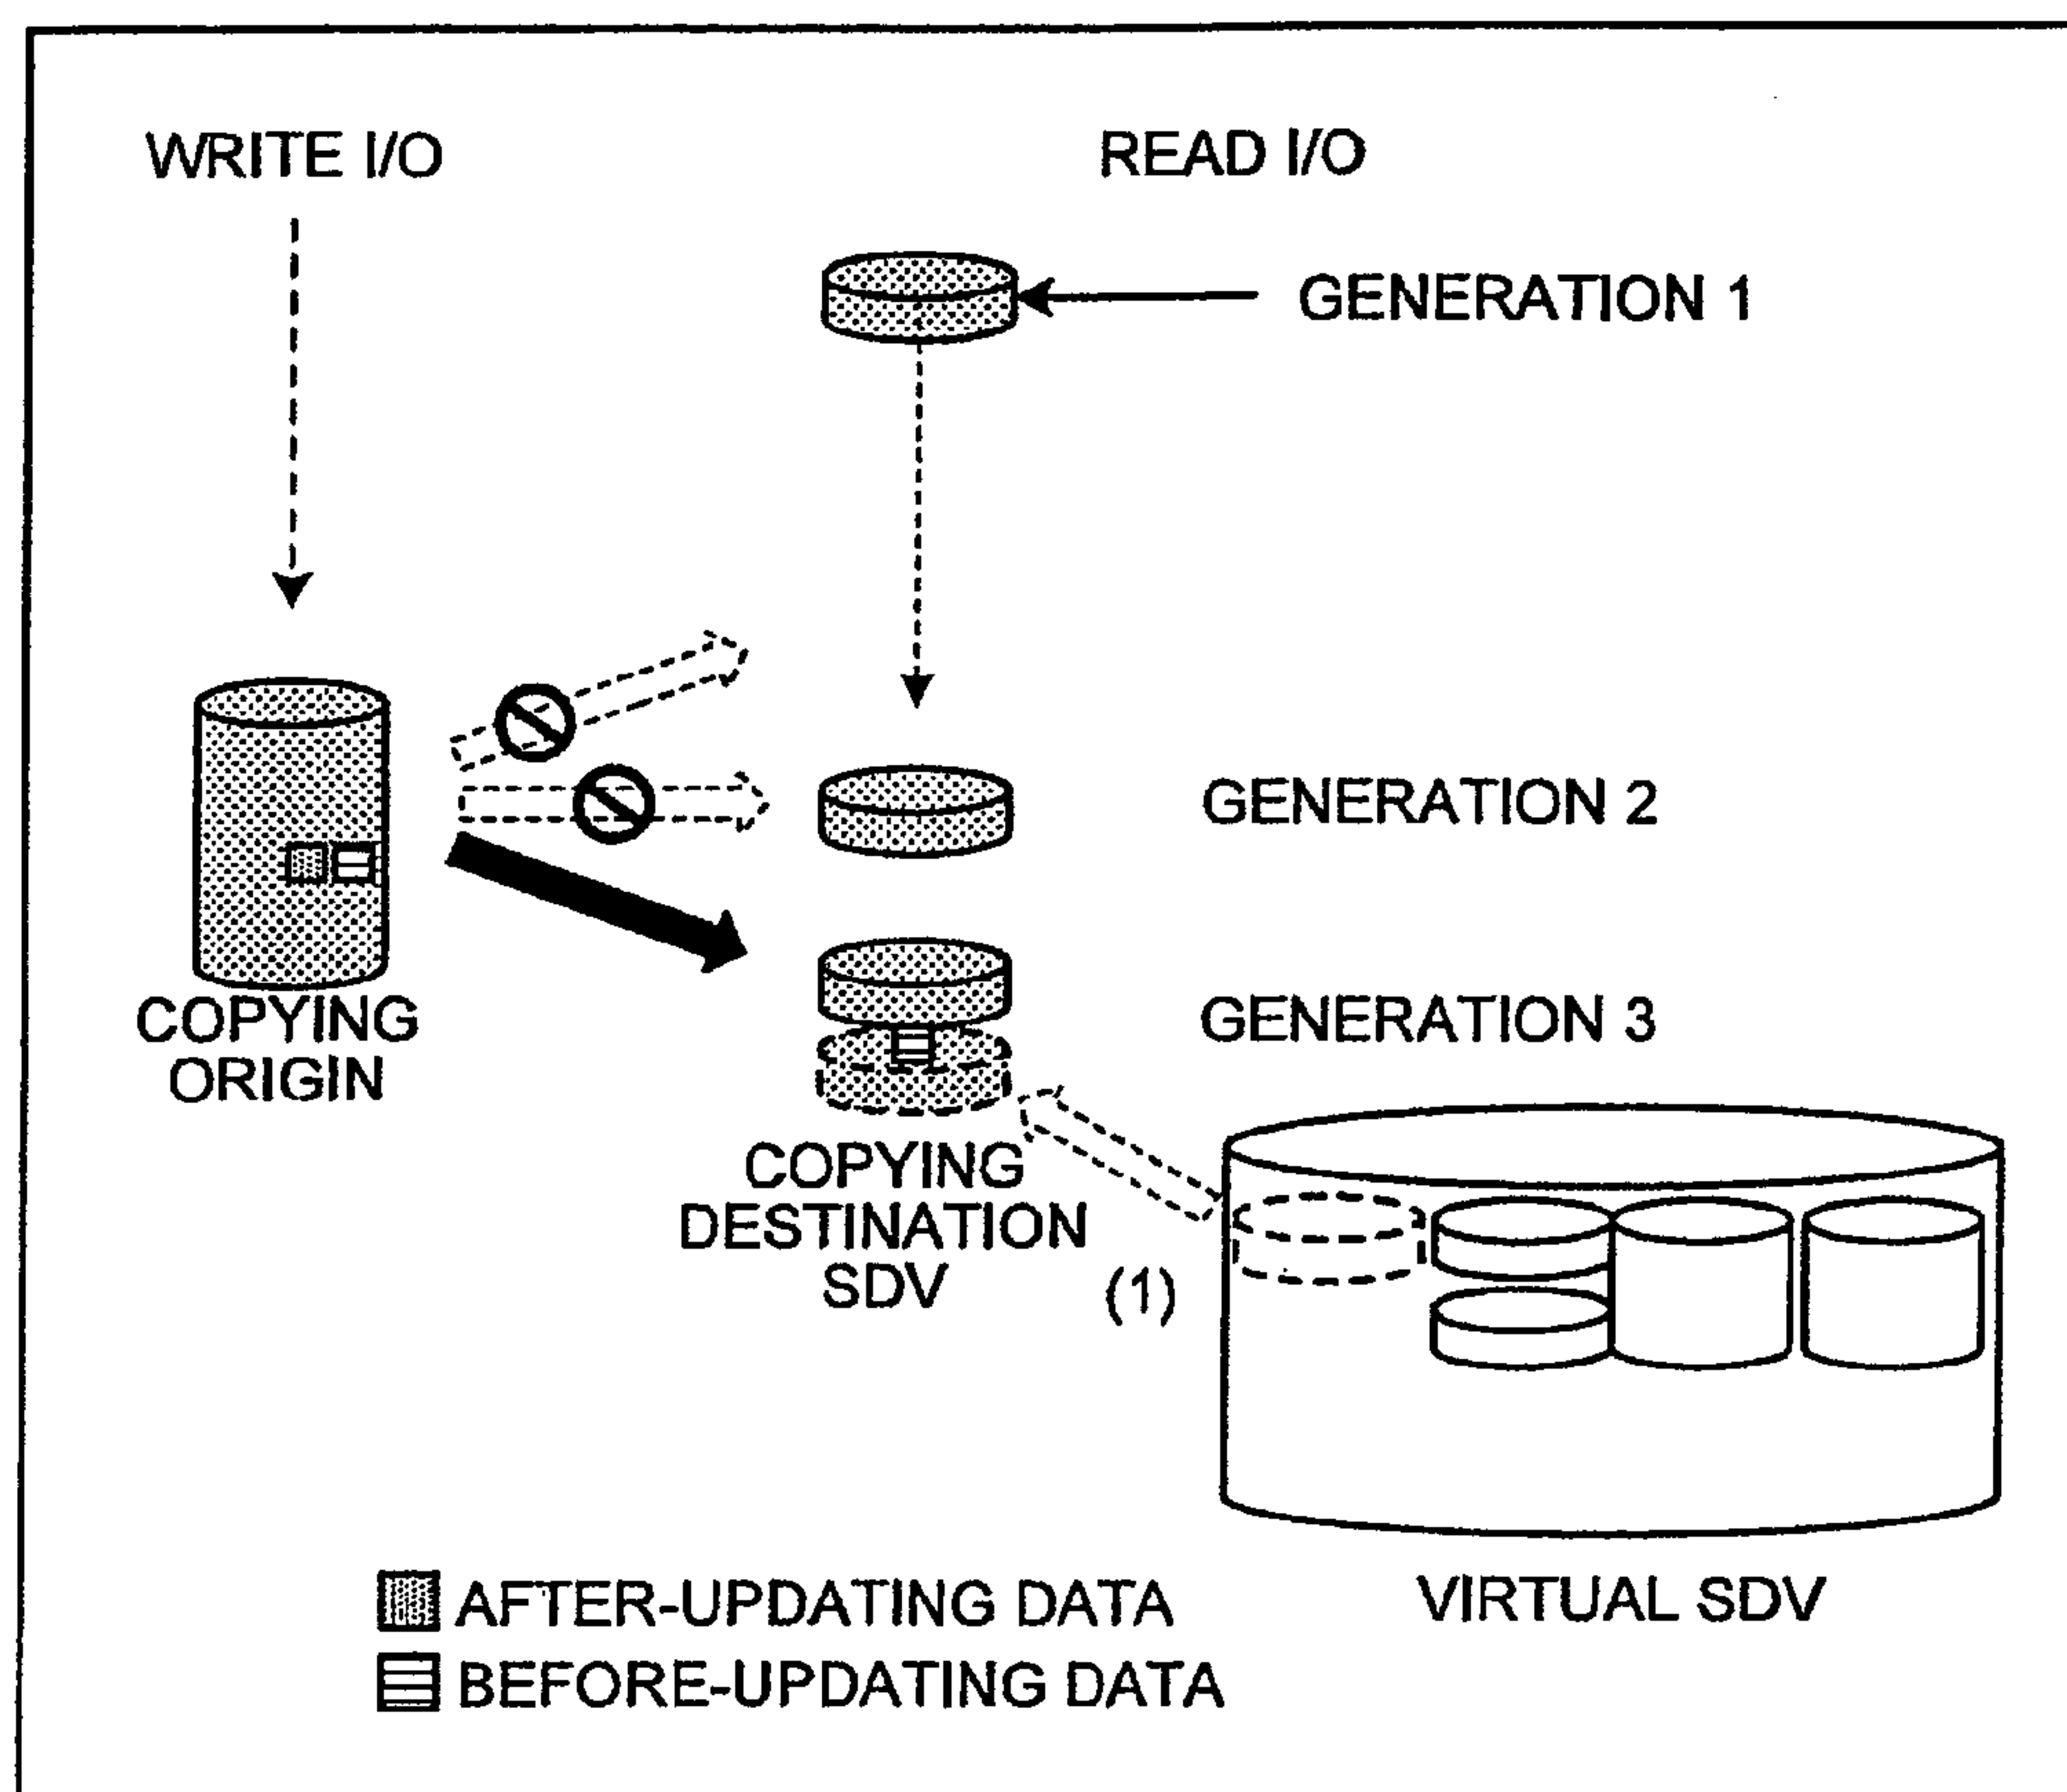 WRITE I/O
READ I/O
GENERATION 1
GENERATION 2
COPYING
ORIGIN
GENERATION 3
COPYING
DESTINATION
SDV
(1)
VIRTUAL SDV
AFTER-UPDATING DATA
BEFORE-UPDATING DATA